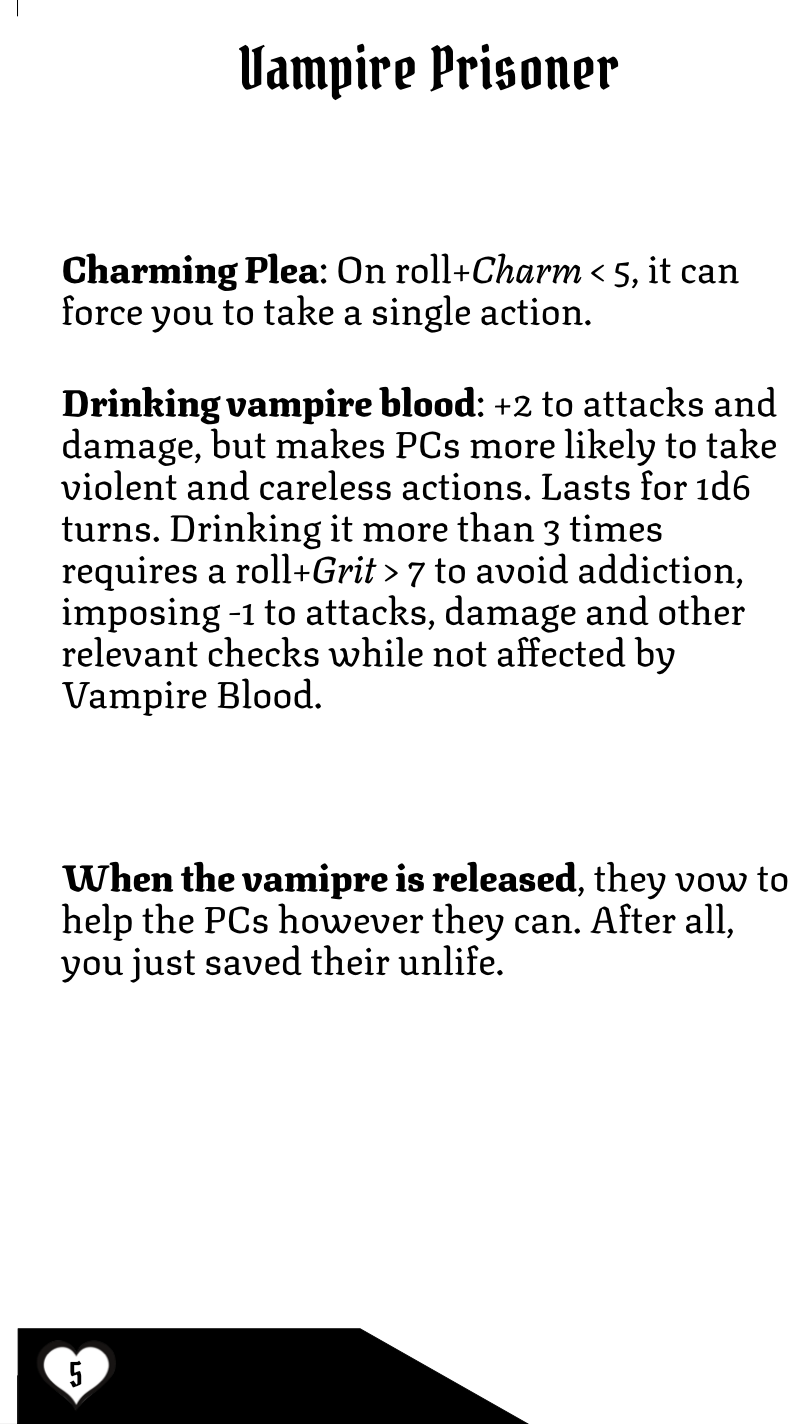 Vampire Prisoner
Charming Plea: On roll+Charm < 5, it can
force you to take a single action.
Drinking vampire blood: +2 to attacks and
damage, but makes PCs more likely to take
violent and careless actions. Lasts for 1d6
turns. Drinking it more than 3 times
requires a roll+Grit > 7 to avoid addiction,
imposing -1 to attacks, damage and other
relevant checks while not affected by
Vampire Blood.
When the vamipre is released, they vow to
help the PCs however they can. After all,
you just saved their unlife.
5